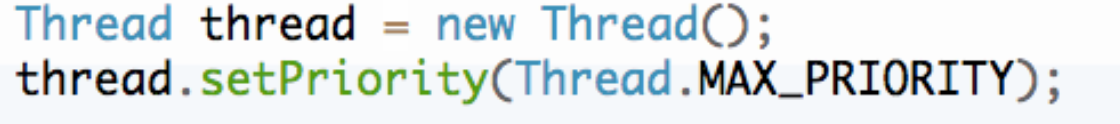 Thread thread = new Thread();
thread.setPriority(Thread.MAX_PRIORITY);